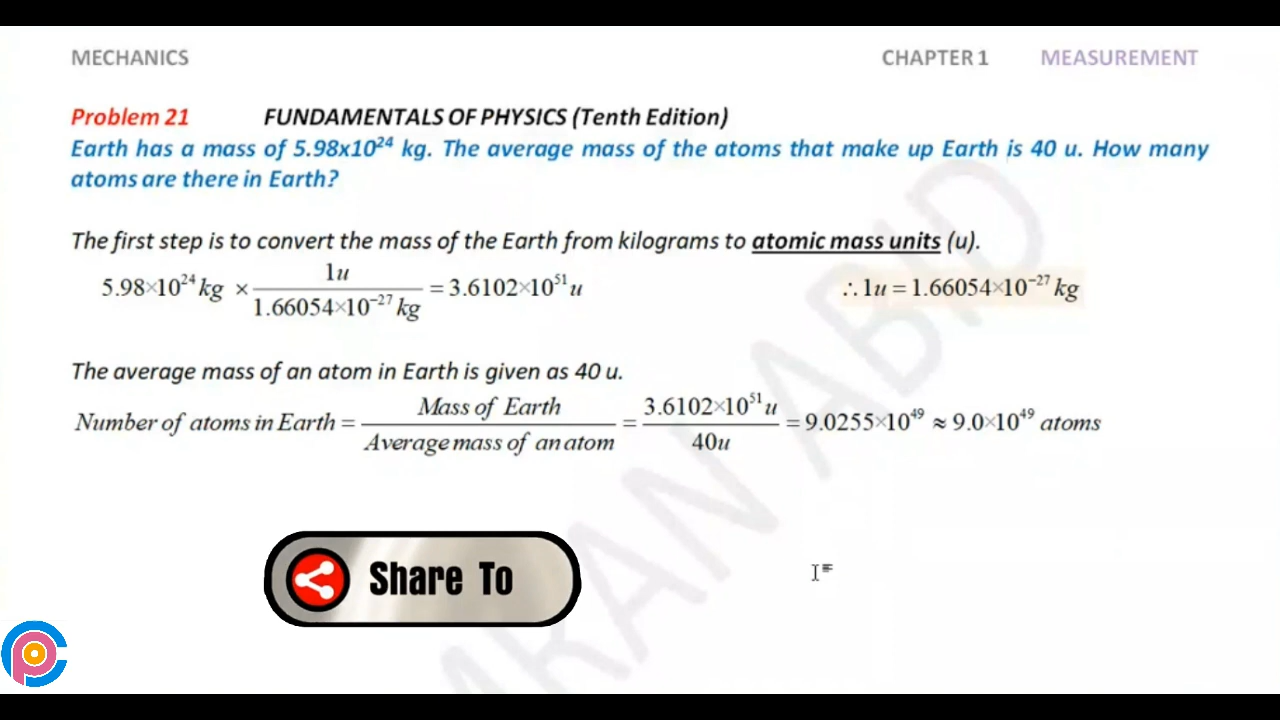 MECHANICS CHAPTER 1 MEASUREMENT
Problem 21 FUNDAMENTALS OF PHYSICS (Tenth Edition)
Earth has a mass of 5.98x10²⁴ kg. The average mass of the atoms that make up Earth is 40 u. How many
atoms are there in Earth?
The first step is to convert the mass of the Earth from kilograms to atomic mass units (u).
5.98×10²⁴ kg × 1u / 1.66054×10⁻²⁷ kg = 3.6102×10⁵¹ u ∴ 1u = 1.66054×10⁻²⁷ kg
The average mass of an atom in Earth is given as 40 u.
Number of atoms in Earth = Mass of Earth / Average mass of an atom = 3.6102×10⁵¹ u / 40u = 9.0255×10⁴⁹ ≈ 9.0×10⁴⁹ atoms
Share To